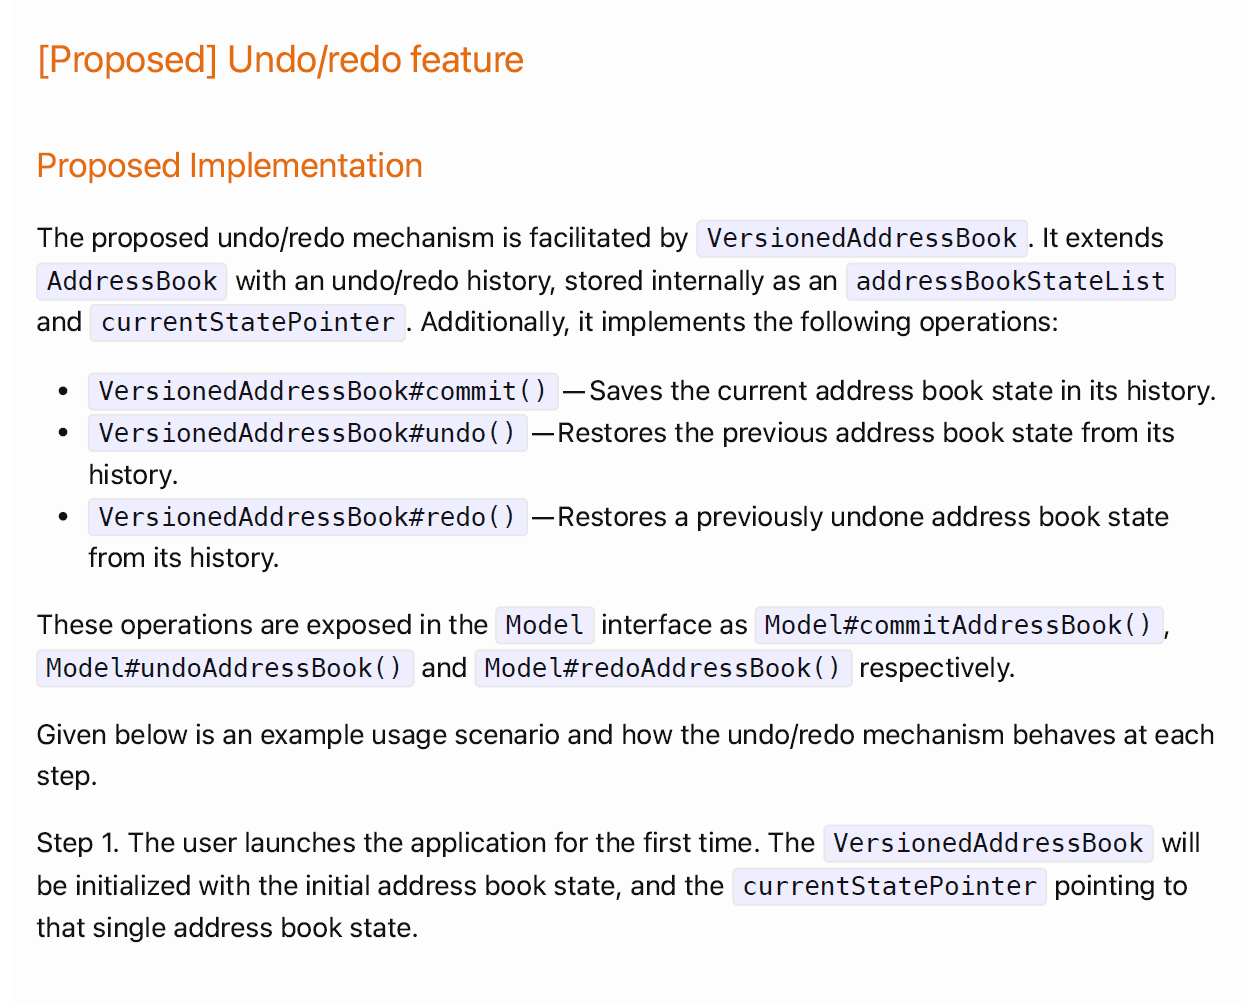 [Proposed] Undo/redo feature
Proposed Implementation
The proposed undo/redo mechanism is facilitated by VersionedAddressBook. It extends
AddressBook with an undo/redo history, stored internally as an addressBookStateList
and currentStatePointer. Additionally, it implements the following operations:
• VersionedAddressBook#commit() — Saves the current address book state in its history.
• VersionedAddressBook#undo() — Restores the previous address book state from its
history.
• VersionedAddressBook#redo() — Restores a previously undone address book state
from its history.
These operations are exposed in the Model interface as Model#commitAddressBook(),
Model#undoAddressBook() and Model#redoAddressBook() respectively.
Given below is an example usage scenario and how the undo/redo mechanism behaves at each
step.
Step 1. The user launches the application for the first time. The VersionedAddressBook will
be initialized with the initial address book state, and the currentStatePointer pointing to
that single address book state.